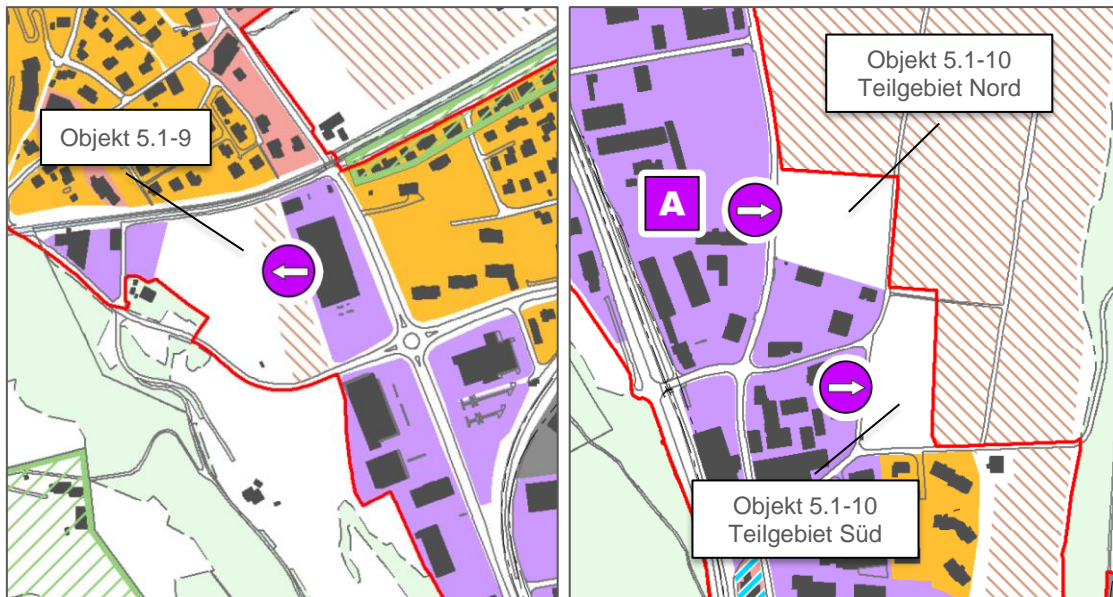 Objekt 5.1-9
Objekt 5.1-10
Teilgebiet Nord
A
Objekt 5.1-10
Teilgebiet Süd